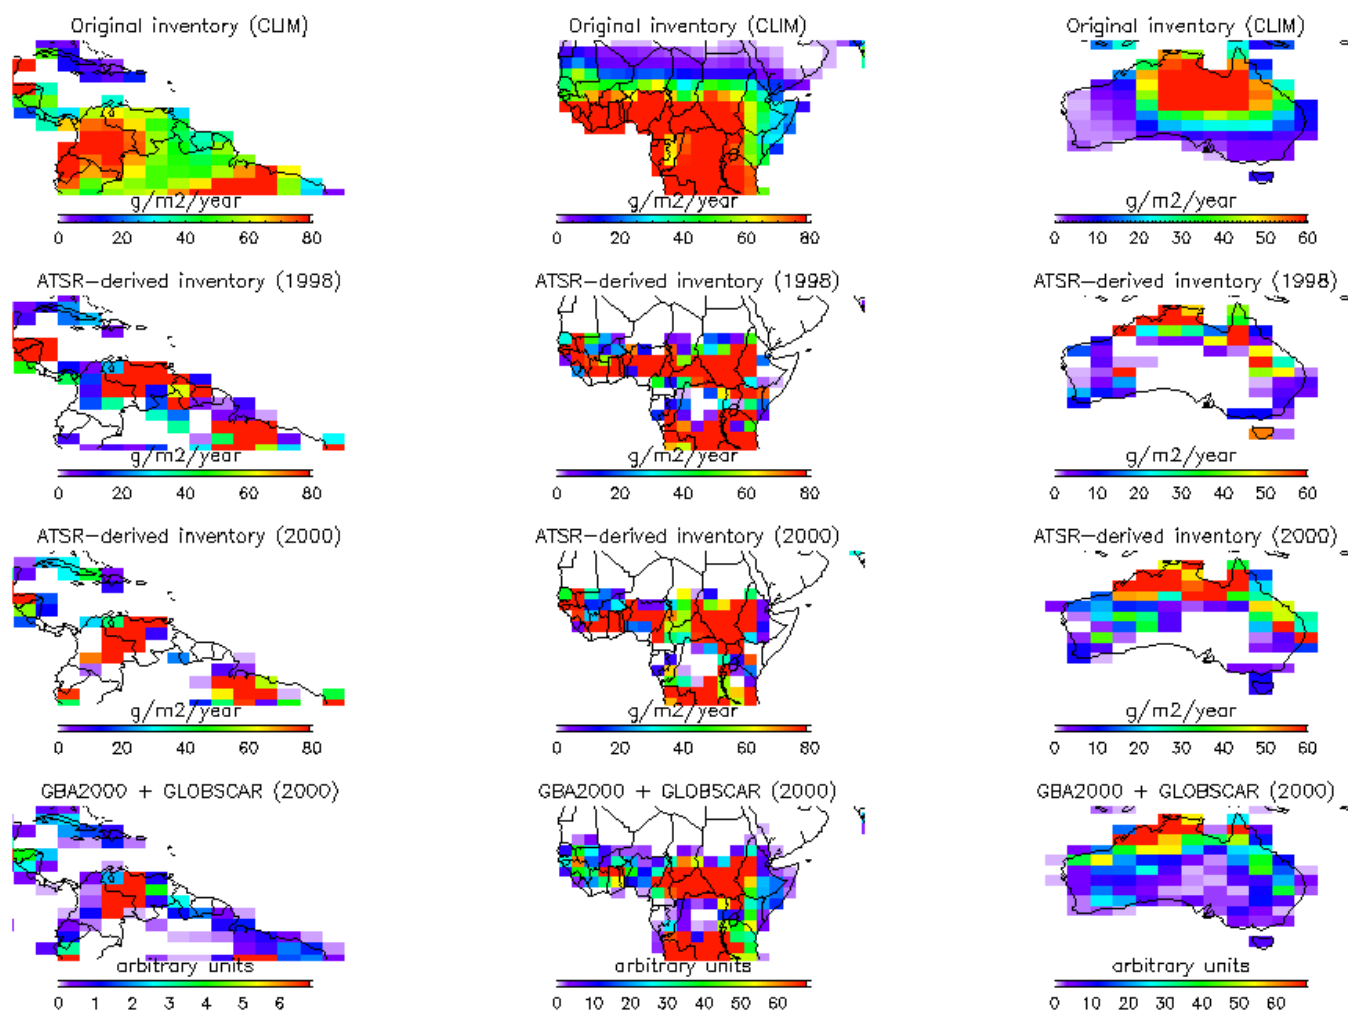 Original inventory (CLIM) Original inventory (CLIM) Original inventory (CLIM)
g/m2/year g/m2/year g/m2/year
0 20 40 60 80 0 20 40 60 80 0 10 20 30 40 50 60
ATSR-derived inventory (1998) ATSR-derived inventory (1998) ATSR-derived inventory (1998)
g/m2/year g/m2/year g/m2/year
0 20 40 60 80 0 20 40 60 80 0 10 20 30 40 50 60
ATSR-derived inventory (2000) ATSR-derived inventory (2000) ATSR-derived inventory (2000)
g/m2/year g/m2/year g/m2/year
0 20 40 60 80 0 20 40 60 80 0 10 20 30 40 50 60
GBA2000 + GLOBSCAR (2000) GBA2000 + GLOBSCAR (2000) GBA2000 + GLOBSCAR (2000)
arbitrary units arbitrary units arbitrary units
0 1 2 3 4 5 6 0 10 20 30 40 50 60 0 10 20 30 40 50 60